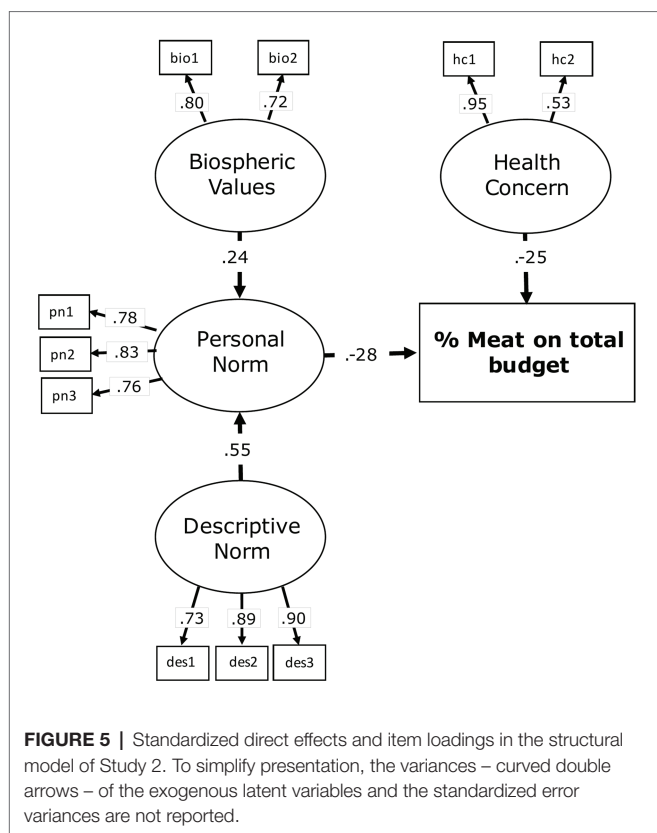 bio1
bio2
hc1
hc2
.80
.72
.95
.53
Biospheric
Values
Health
Concern
.24
.-25
pn1
.78
pn2
.83
pn3
.76
Personal
Norm
.-28
% Meat on total
budget
.55
Descriptive
Norm
.73
.89
.90
des1
des2
des3
FIGURE 5 | Standardized direct effects and item loadings in the structural
model of Study 2. To simplify presentation, the variances – curved double
arrows – of the exogenous latent variables and the standardized error
variances are not reported.